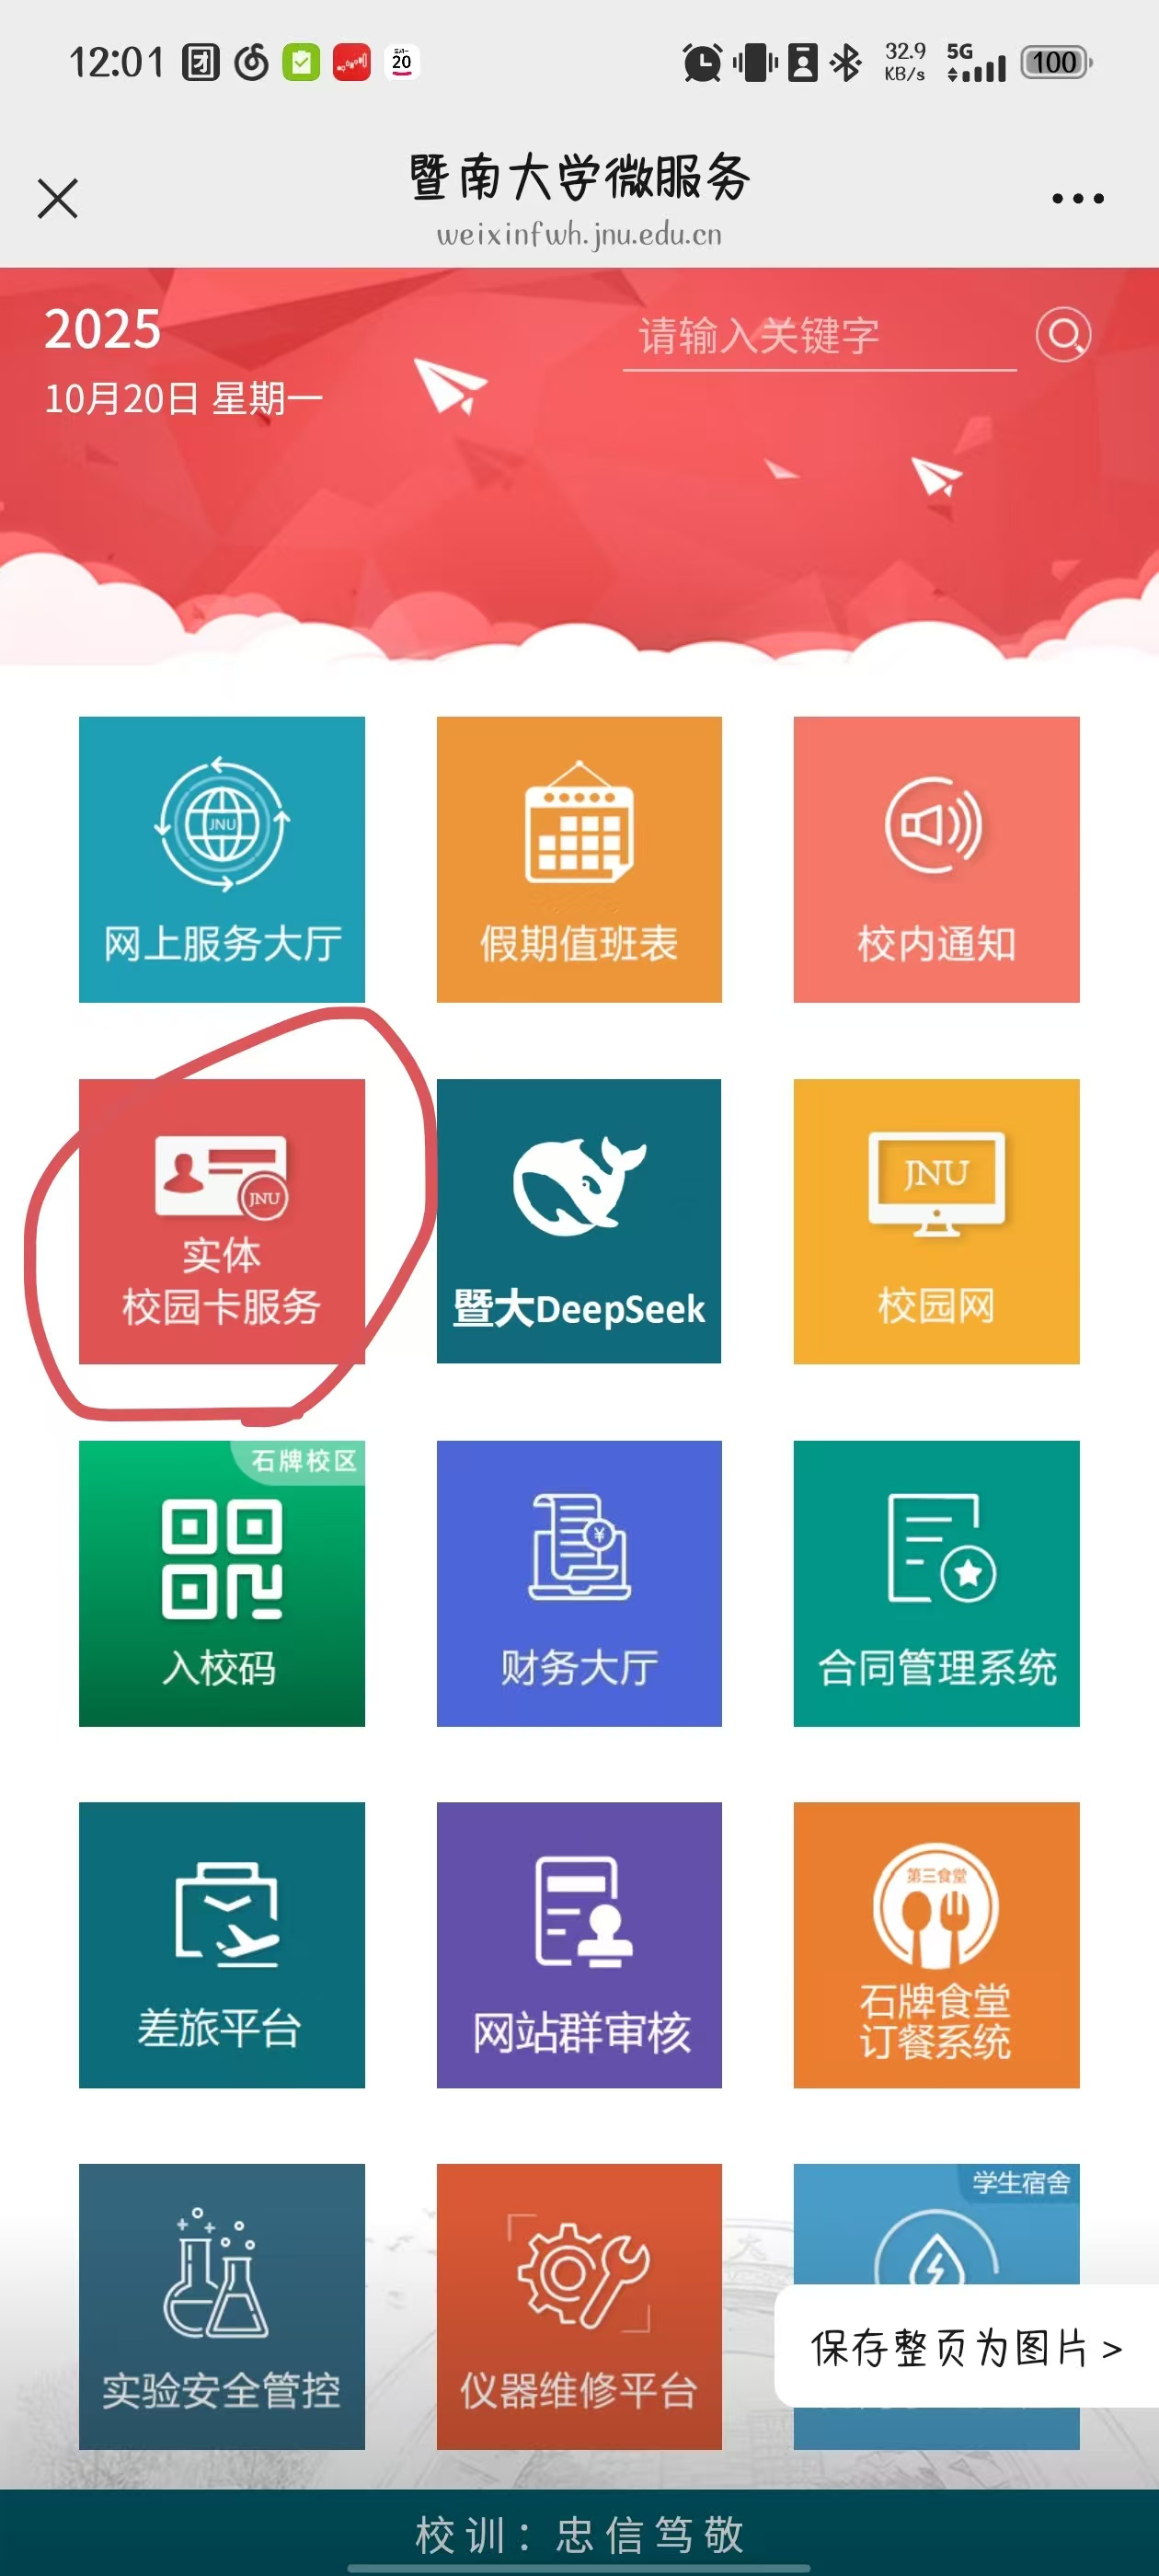 12:01 团 20 32.9 KB/s 5G 100
暨南大学微服务
weixinfwh.jnu.edu.cn
2025
请输入关键字
10月20日 星期一
JNU
网上服务大厅 假期值班表 校内通知
JNU JNU
实体
校园卡服务 暨大DeepSeek 校园网
石牌校区
¥
入校码 财务大厅 合同管理系统
第三食堂
石牌食堂
差旅平台 网站群审核 订餐系统
学生宿舍
保存整页为图片 >
实验安全管控 仪器维修平台
校训：忠信笃敬